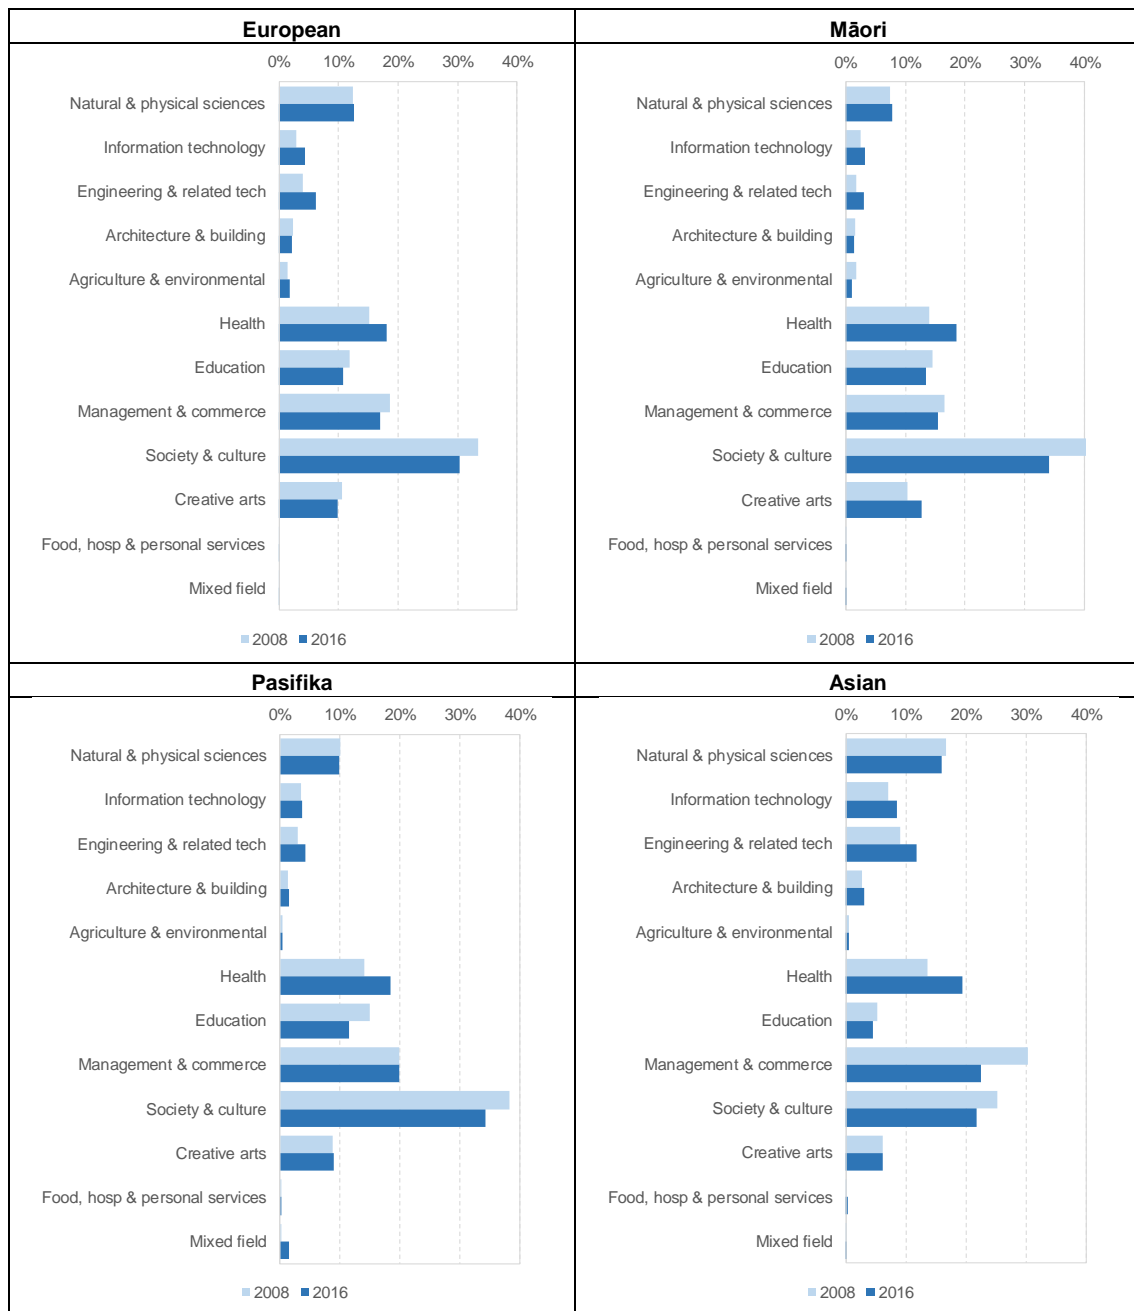 European
0% 10% 20% 30% 40%
Natural & physical sciences
Information technology
Engineering & related tech
Architecture & building
Agriculture & environmental
Health
Education
Management & commerce
Society & culture
Creative arts
Food, hosp & personal services
Mixed field
2008 2016
Māori
0% 10% 20% 30% 40%
Natural & physical sciences
Information technology
Engineering & related tech
Architecture & building
Agriculture & environmental
Health
Education
Management & commerce
Society & culture
Creative arts
Food, hosp & personal services
Mixed field
2008 2016
Pasifika
0% 10% 20% 30% 40%
Natural & physical sciences
Information technology
Engineering & related tech
Architecture & building
Agriculture & environmental
Health
Education
Management & commerce
Society & culture
Creative arts
Food, hosp & personal services
Mixed field
2008 2016
Asian
0% 10% 20% 30% 40%
Natural & physical sciences
Information technology
Engineering & related tech
Architecture & building
Agriculture & environmental
Health
Education
Management & commerce
Society & culture
Creative arts
Food, hosp & personal services
Mixed field
2008 2016